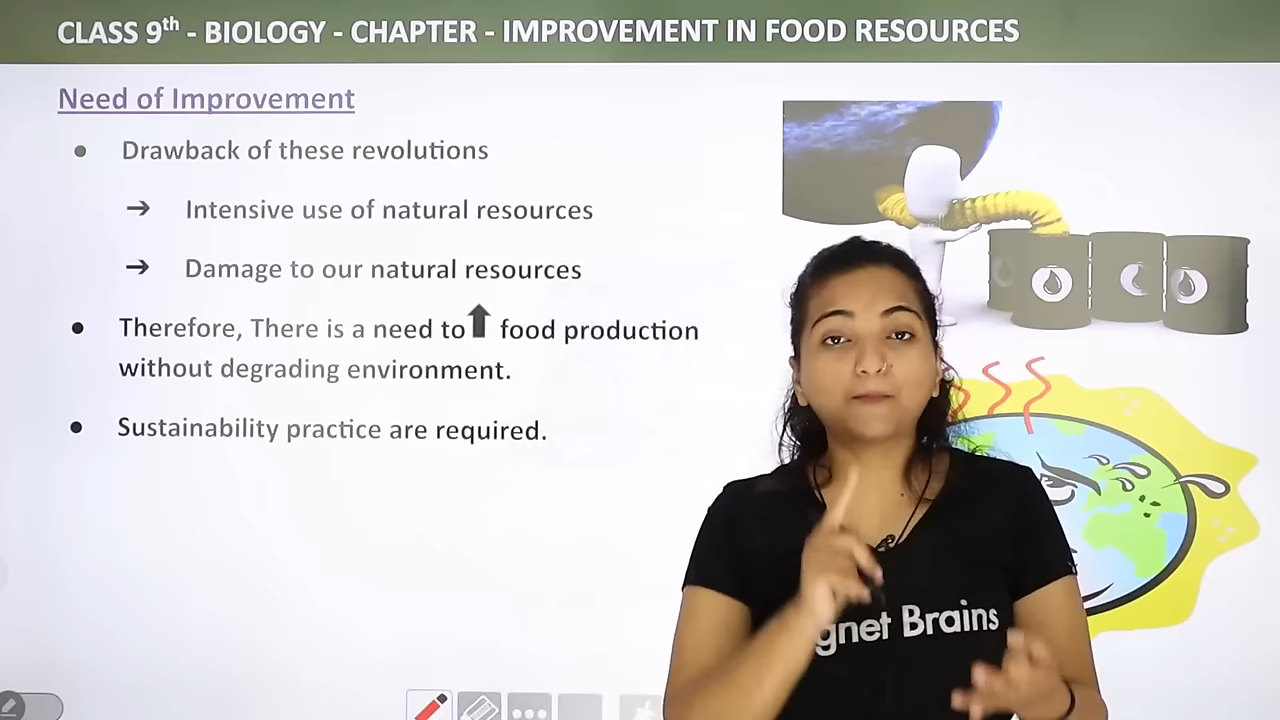 CLASS 9th - BIOLOGY - CHAPTER - IMPROVEMENT IN FOOD RESOURCES
Need of Improvement
• Drawback of these revolutions
➔ Intensive use of natural resources
➔ Damage to our natural resources
• Therefore, There is a need to⬆ food production
without degrading environment.
• Sustainability practice are required.
gnet Brains